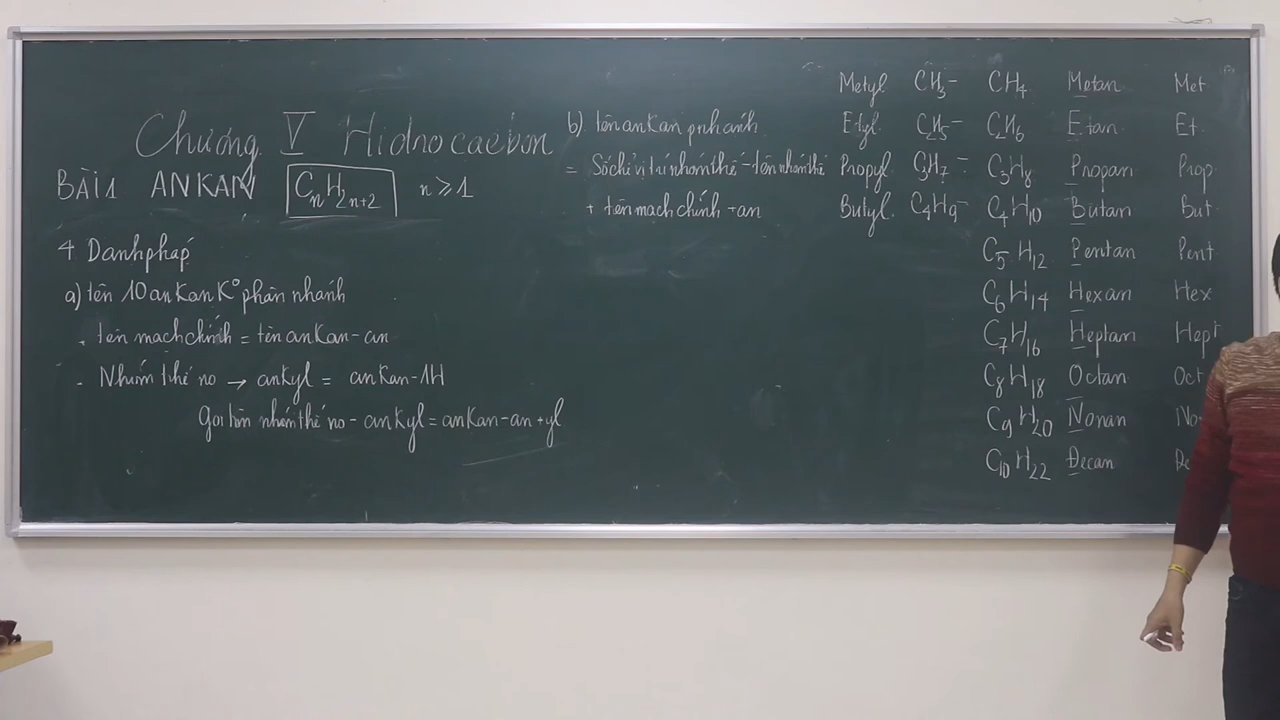 Chương V Hidrocacbon
BÀI 1 ANKAN CnH2n+2 n ≥ 1
4 Danh pháp
a) tên 10 ankan K° phân nhánh
. tên mạch chính = tên ankan - an
. Nhóm thế no → ankyl = ankan - 1H
Gọi tên nhóm thế no - ankyl = ankan - an + yl
b) tên ankan p.nhánh
= Số chỉ vị trí nhóm thế - tên nhóm thế
+ tên mạch chính - an
Metyl CH3- CH4 Metan Met
Etyl C2H5- C2H6 Etan Et
Propyl C3H7- C3H8 Propan Prop
Butyl C4H9- C4H10 Butan But
C5H12 Pentan Pent
C6H14 Hexan Hex
C7H16 Heptan Hept
C8H18 Octan Oct
C9H20 Nonan No
C10H22 Đecan